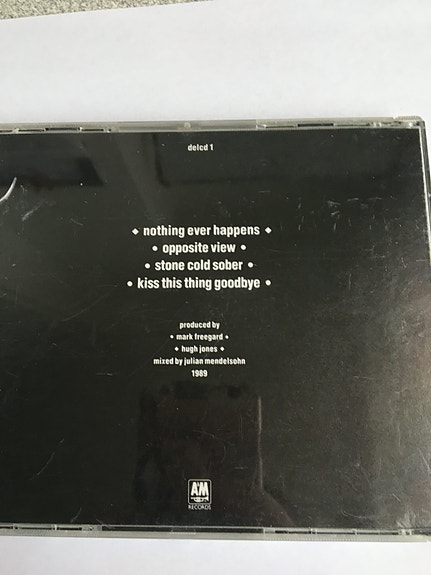 delcd 1
◆ nothing ever happens ◆
• opposite view •
• stone cold sober •
• kiss this thing goodbye •
produced by
◆ mark freegard ◆
◆ hugh jones ◆
mixed by julian mendelsohn
1989
A&M
RECORDS